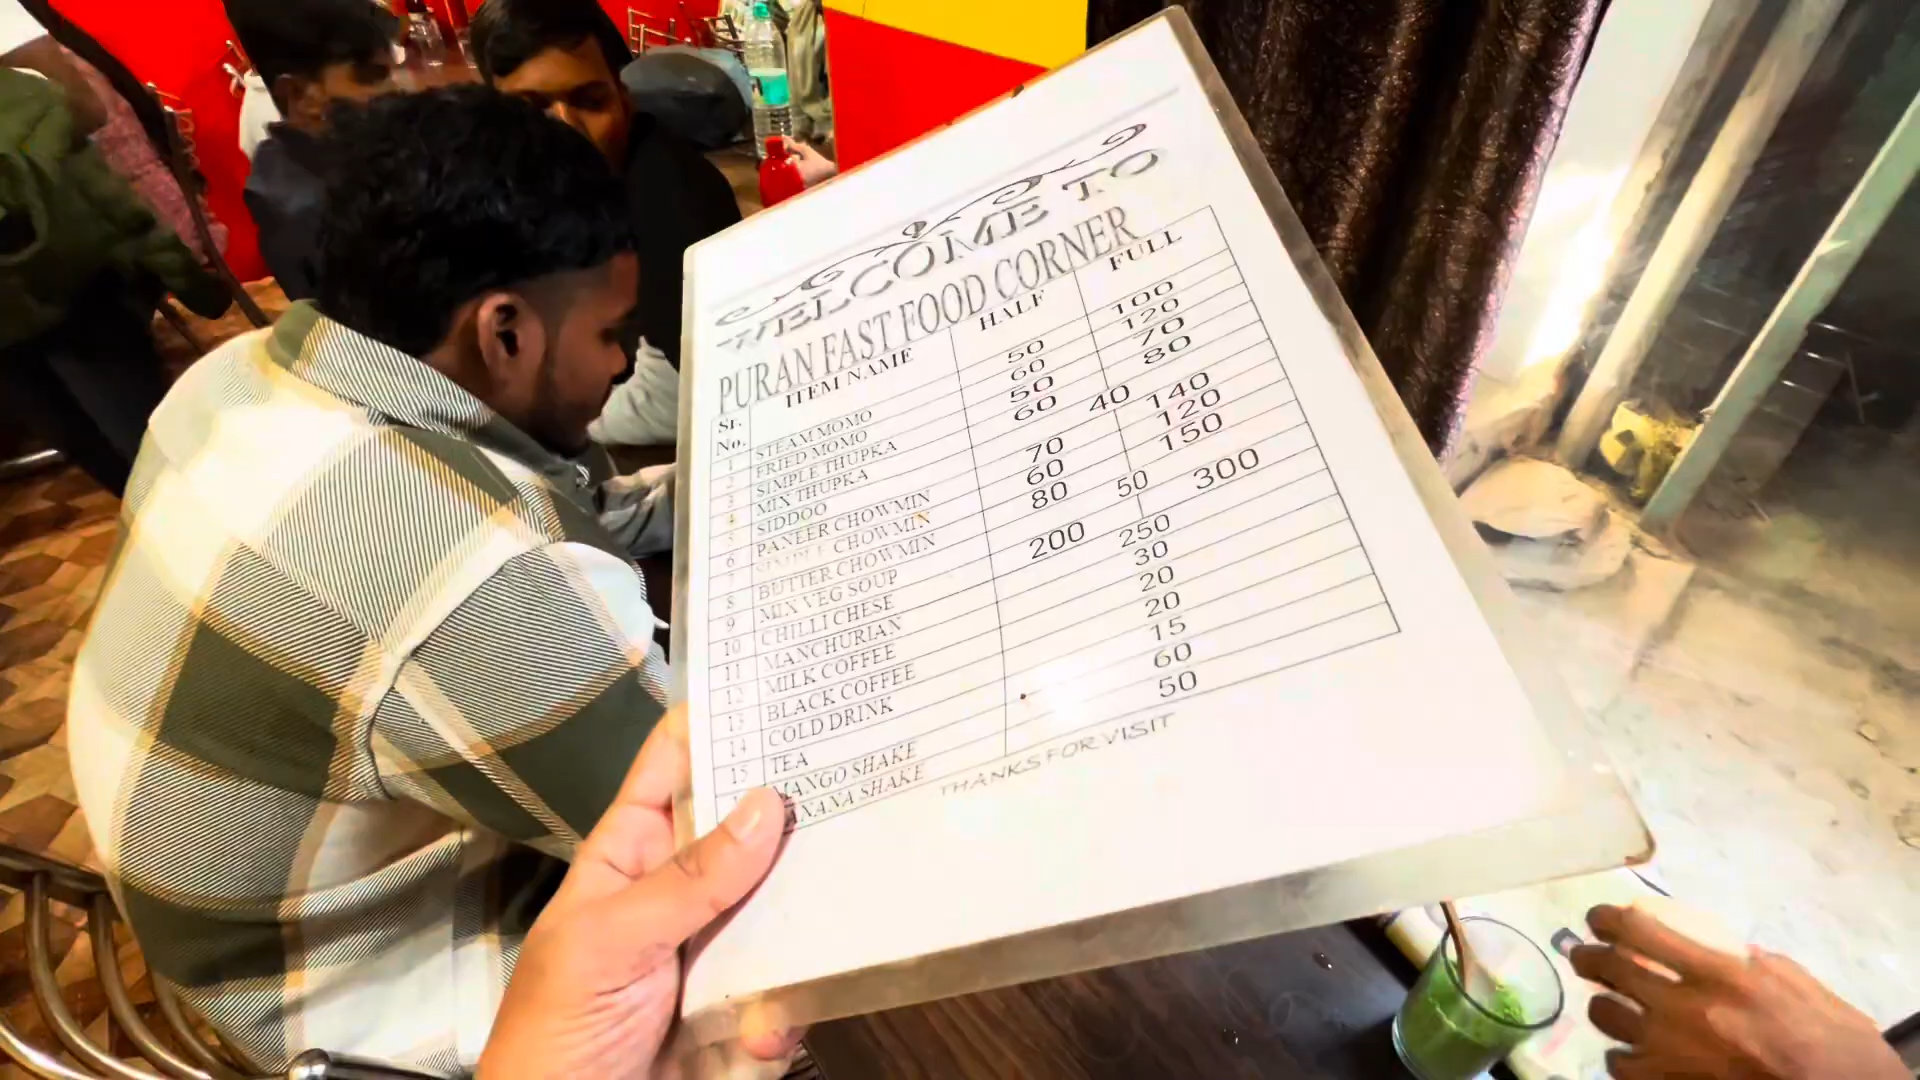 WELCOME TO
PURAN FAST FOOD CORNER
Sr. No. ITEM NAME HALF FULL
1 STEAM MOMO 50 100
2 FRIED MOMO 60 120
3 SIMPLE THUPKA 50 70
4 MIX THUPKA 60 80
5 SIDDOO 40
6 PANEER CHOWMIN 70 140
7 SIMPLE CHOWMIN 60 120
8 BUTTER CHOWMIN 80 150
9 MIX VEG SOUP 50
10 CHILLI CHESE 200 300
11 MANCHURIAN 250
12 MILK COFFEE 30
13 BLACK COFFEE 20
14 COLD DRINK 20
15 TEA 15
MANGO SHAKE 60
SHAKE 50
THANKS FOR VISIT